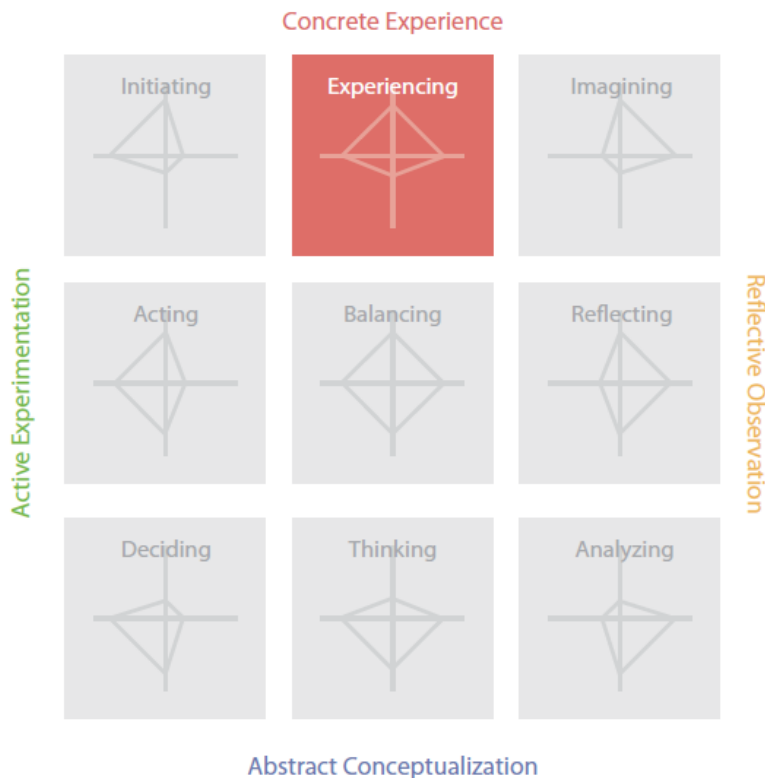 Concrete Experience
Initiating
Experiencing
Imagining
Active Experimentation
Reflective Observation
Acting
Balancing
Reflecting
Deciding
Thinking
Analyzing
Abstract Conceptualization